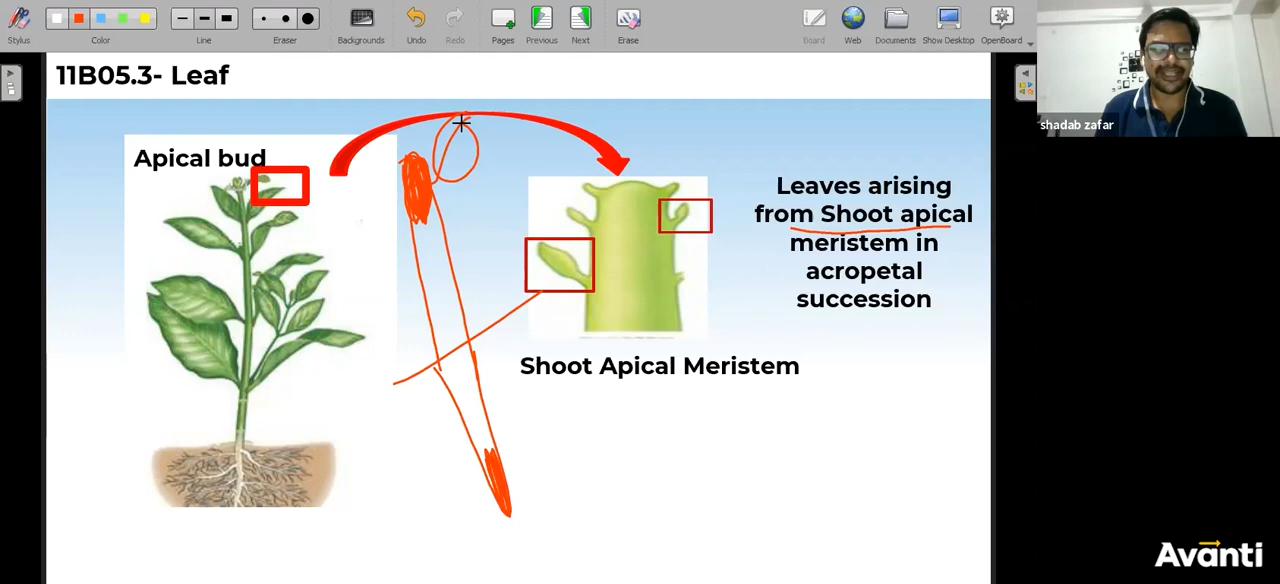 Stylus
Color
Line
Eraser
Backgrounds
Undo
Redo
Pages
Previous
Next
Erase
Board
Web
Documents
Show Desktop
OpenBoard
shadab zafar
11B05.3- Leaf
Apical bud
Leaves arising
from Shoot apical
meristem in
acropetal
succession
Shoot Apical Meristem
Avanti